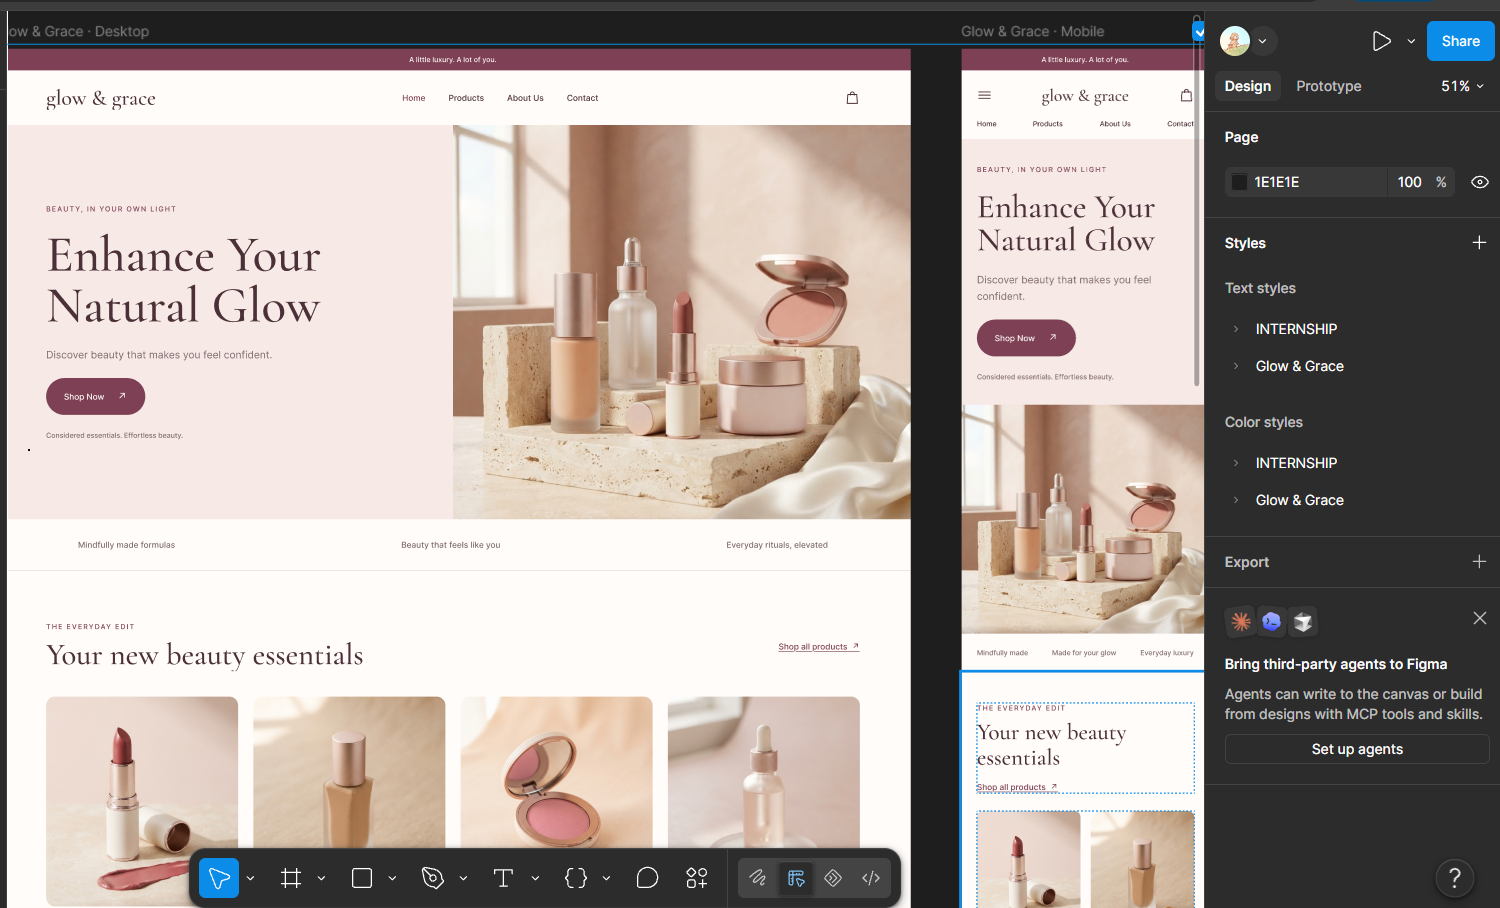 ow & Grace · Desktop
A little luxury. A lot of you.
glow & grace
Home
Products
About Us
Contact
BEAUTY, IN YOUR OWN LIGHT
Enhance Your
Natural Glow
Discover beauty that makes you feel confident.
Shop Now
Considered essentials. Effortless beauty.
Mindfully made formulas
Beauty that feels like you
Everyday rituals, elevated
THE EVERYDAY EDIT
Your new beauty essentials
Shop all products
Glow & Grace · Mobile
A little luxury. A lot of you.
glow & grace
Home
Products
About Us
Contact
BEAUTY, IN YOUR OWN LIGHT
Enhance Your
Natural Glow
Discover beauty that makes you feel
confident.
Shop Now
Considered essentials. Effortless beauty.
Mindfully made
Made for your glow
Everyday luxury
THE EVERYDAY EDIT
Your new beauty
essentials
Shop all products
Share
Design
Prototype
51%
Page
1E1E1E
100
%
Styles
Text styles
INTERNSHIP
Glow & Grace
Color styles
INTERNSHIP
Glow & Grace
Export
Bring third-party agents to Figma
Agents can write to the canvas or build
from designs with MCP tools and skills.
Set up agents
?